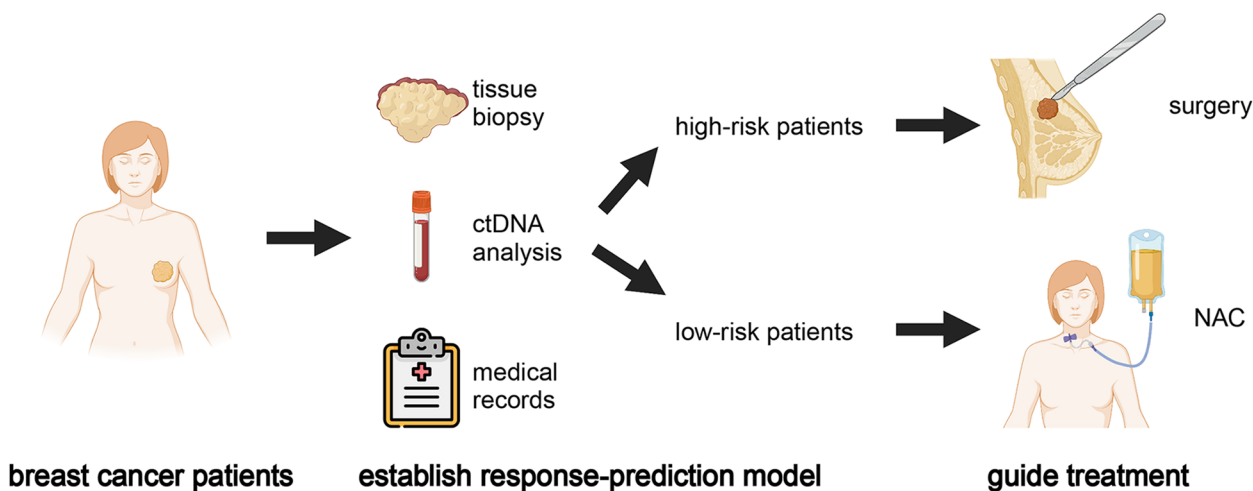 tissue
biopsy
ctDNA
analysis
medical
records
high-risk patients
low-risk patients
surgery
NAC
breast cancer patients
establish response-prediction model
guide treatment